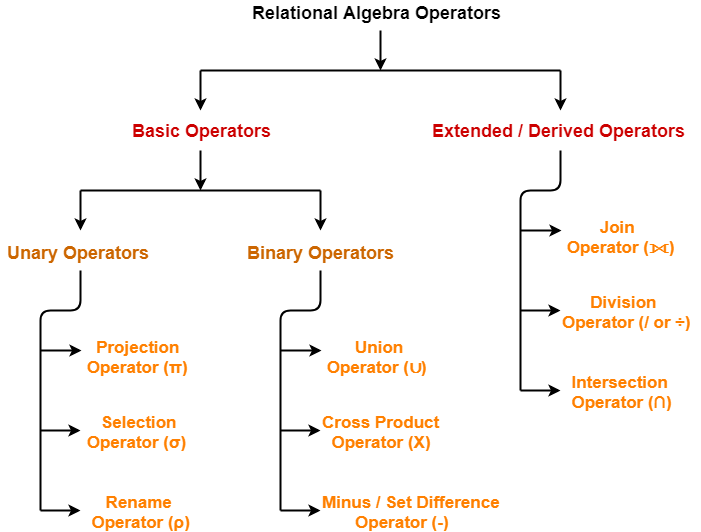 Relational Algebra Operators
Basic Operators
Extended / Derived Operators
Unary Operators
Binary Operators
Join
Operator (⋈)
Division
Operator (/ or ÷)
Intersection
Operator (∩)
Projection
Operator (π)
Selection
Operator (σ)
Rename
Operator (ρ)
Union
Operator (∪)
Cross Product
Operator (X)
Minus / Set Difference
Operator (-)